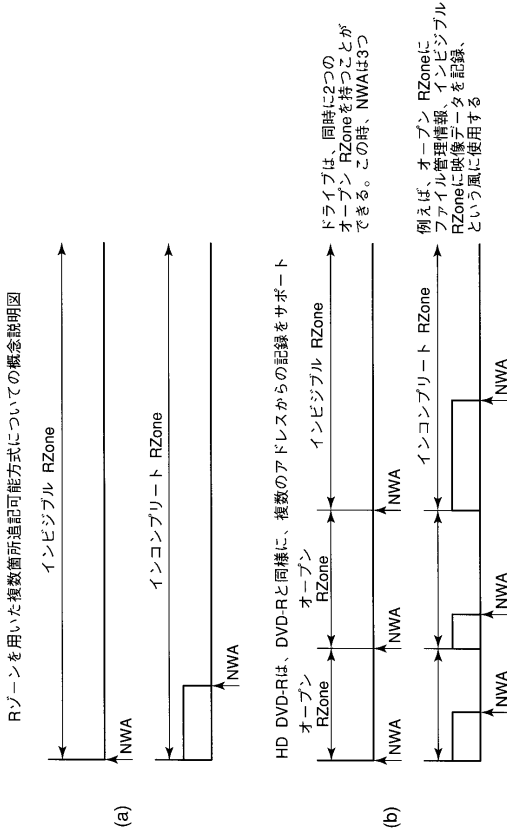 Rゾーンを用いた複数箇所追記可能方式についての概念説明図
(a)
インビジブル RZone
NWA
インコンプリート RZone
NWA
(b)
HD DVD-Rは、DVD-Rと同様に、複数のアドレスからの記録をサポート
オープン
RZone
オープン
RZone
インビジブル RZone
NWA
NWA
NWA
ドライブは、同時に2つの
オープン RZoneを持つことが
できる。この時、NWAは3つ
インコンプリート RZone
NWA
NWA
NWA
例えば、オープン RZoneに
ファイル管理情報、インビジブル
RZoneに映像データを記録、
という風に使用する